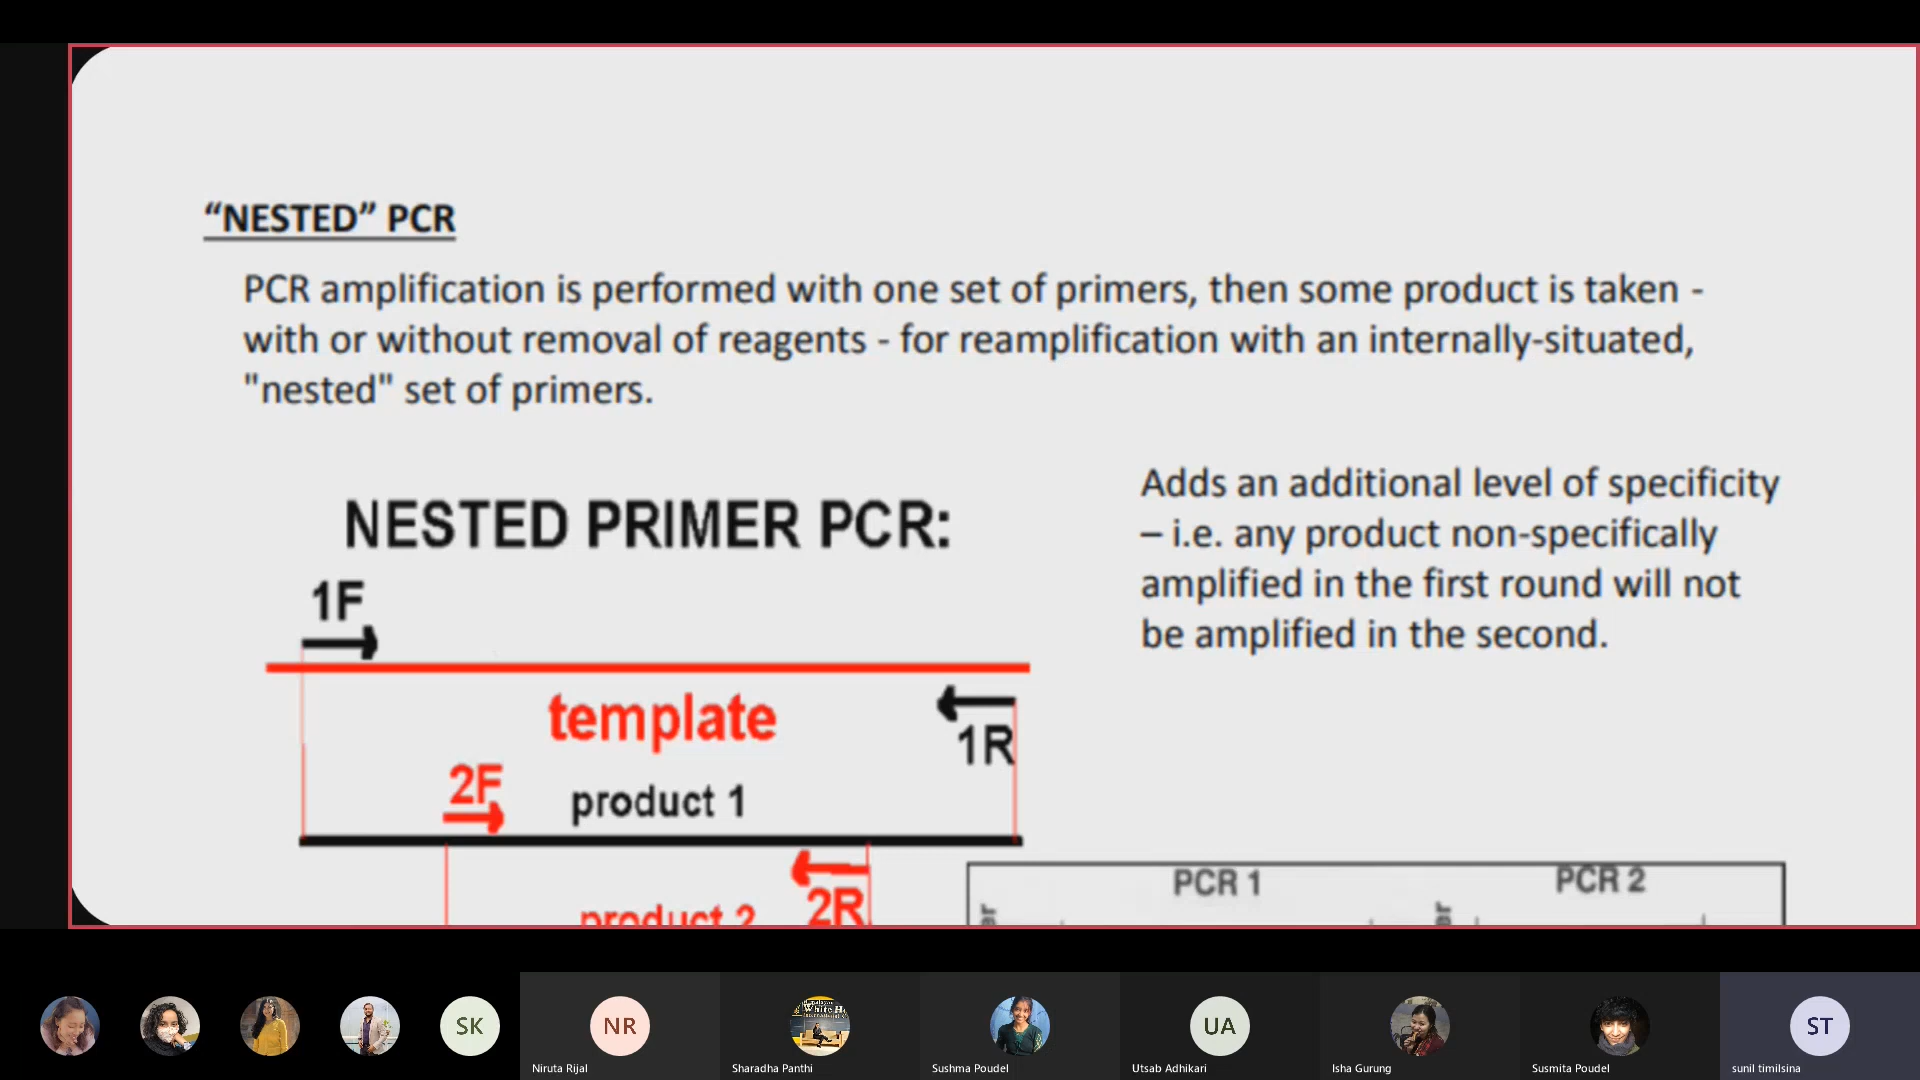 “NESTED” PCR
PCR amplification is performed with one set of primers, then some product is taken -
with or without removal of reagents - for reamplification with an internally-situated,
"nested" set of primers.
NESTED PRIMER PCR:
Adds an additional level of specificity
– i.e. any product non-specifically
amplified in the first round will not
be amplified in the second.
1F
template
1R
2F
product 1
2R
product 2
PCR 1
PCR 2
SK
NR
UA
ST
Niruta Rijal
Sharadha Panthi
Sushma Poudel
Utsab Adhikari
Isha Gurung
Susmita Poudel
sunil timilsina